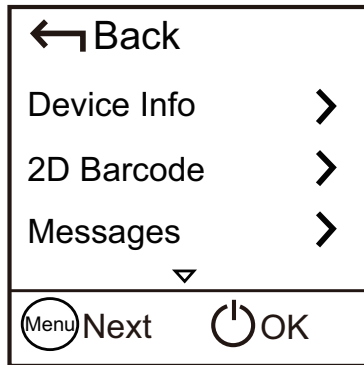 Back
Device Info
2D Barcode
Messages
Menu Next OK